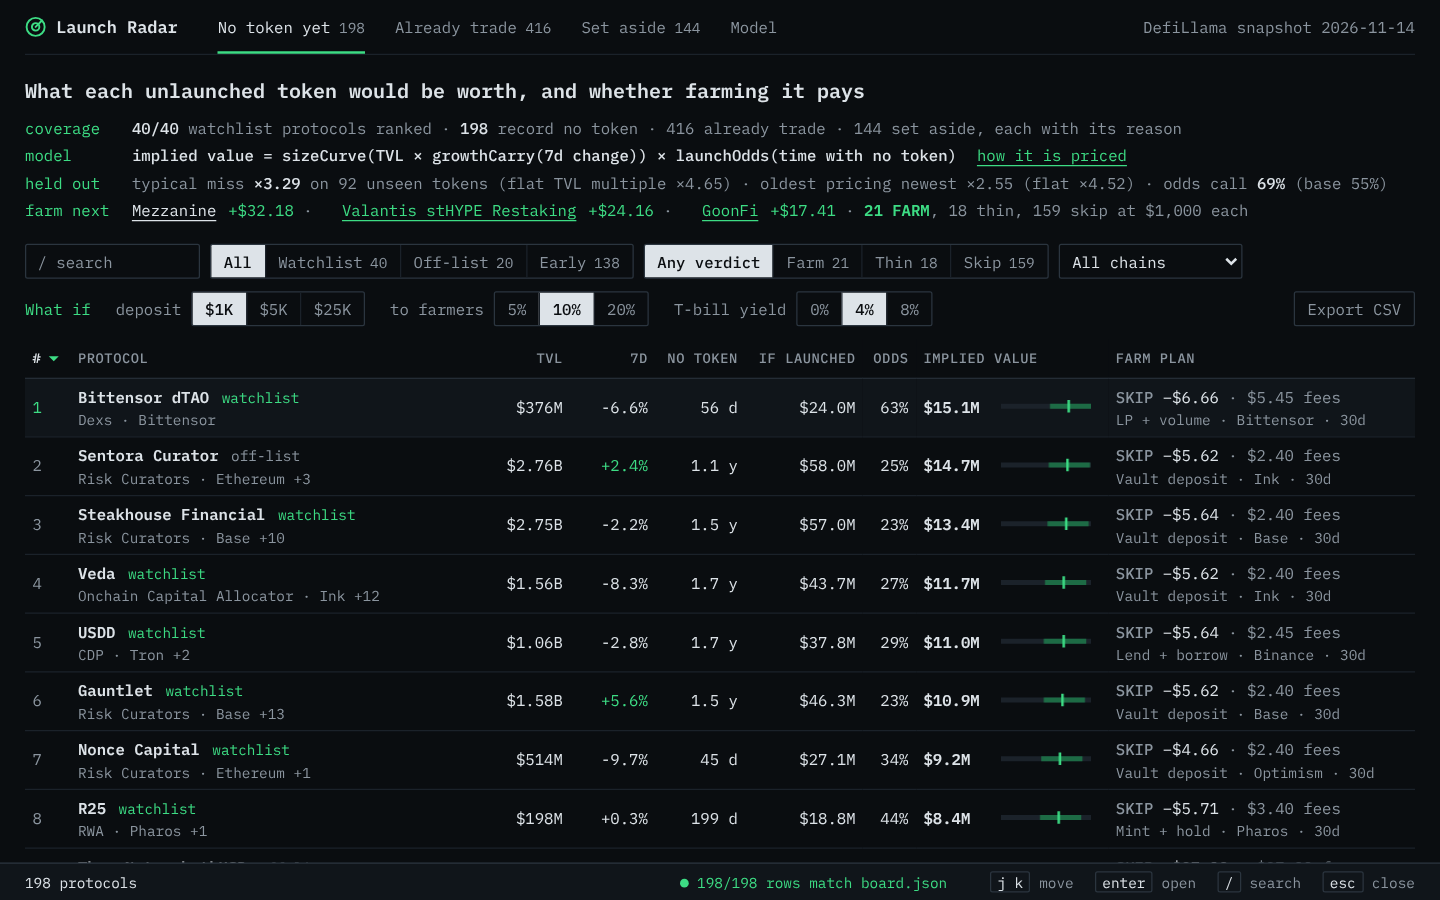 Launch Radar No token yet 198 Already trade 416 Set aside 144 Model DefiLlama snapshot 2026-11-14
What each unlaunched token would be worth, and whether farming it pays
coverage 40/40 watchlist protocols ranked · 198 record no token · 416 already trade · 144 set aside, each with its reason
model implied value = sizeCurve(TVL × growthCarry(7d change)) × launchOdds(time with no token) how it is priced
held out typical miss ×3.29 on 92 unseen tokens (flat TVL multiple ×4.65) · oldest pricing newest ×2.55 (flat ×4.52) · odds call 69% (base 55%)
farm next Mezzanine +$32.18 · Valantis stHYPE Restaking +$24.16 · GoonFi +$17.41 · 21 FARM, 18 thin, 159 skip at $1,000 each
/ search All Watchlist 40 Off-list 20 Early 138 Any verdict Farm 21 Thin 18 Skip 159 All chains
What if deposit $1K $5K $25K to farmers 5% 10% 20% T-bill yield 0% 4% 8% Export CSV
# PROTOCOL TVL 7D NO TOKEN IF LAUNCHED ODDS IMPLIED VALUE FARM PLAN
1 Bittensor dTAO watchlist $376M -6.6% 56 d $24.0M 63% $15.1M SKIP −$6.66 · $5.45 fees
Dexs · Bittensor LP + volume · Bittensor · 30d
2 Sentora Curator off-list $2.76B +2.4% 1.1 y $58.0M 25% $14.7M SKIP −$5.62 · $2.40 fees
Risk Curators · Ethereum +3 Vault deposit · Ink · 30d
3 Steakhouse Financial watchlist $2.75B -2.2% 1.5 y $57.0M 23% $13.4M SKIP −$5.64 · $2.40 fees
Risk Curators · Base +10 Vault deposit · Base · 30d
4 Veda watchlist $1.56B -8.3% 1.7 y $43.7M 27% $11.7M SKIP −$5.62 · $2.40 fees
Onchain Capital Allocator · Ink +12 Vault deposit · Ink · 30d
5 USDD watchlist $1.06B -2.8% 1.7 y $37.8M 29% $11.0M SKIP −$5.64 · $2.45 fees
CDP · Tron +2 Lend + borrow · Binance · 30d
6 Gauntlet watchlist $1.58B +5.6% 1.5 y $46.3M 23% $10.9M SKIP −$5.62 · $2.40 fees
Risk Curators · Base +13 Vault deposit · Base · 30d
7 Nonce Capital watchlist $514M -9.7% 45 d $27.1M 34% $9.2M SKIP −$4.66 · $2.40 fees
Risk Curators · Ethereum +1 Vault deposit · Optimism · 30d
8 R25 watchlist $198M +0.3% 199 d $18.8M 44% $8.4M SKIP −$5.71 · $3.40 fees
RWA · Pharos +1 Mint + hold · Pharos · 30d
198 protocols 198/198 rows match board.json j k move enter open / search esc close